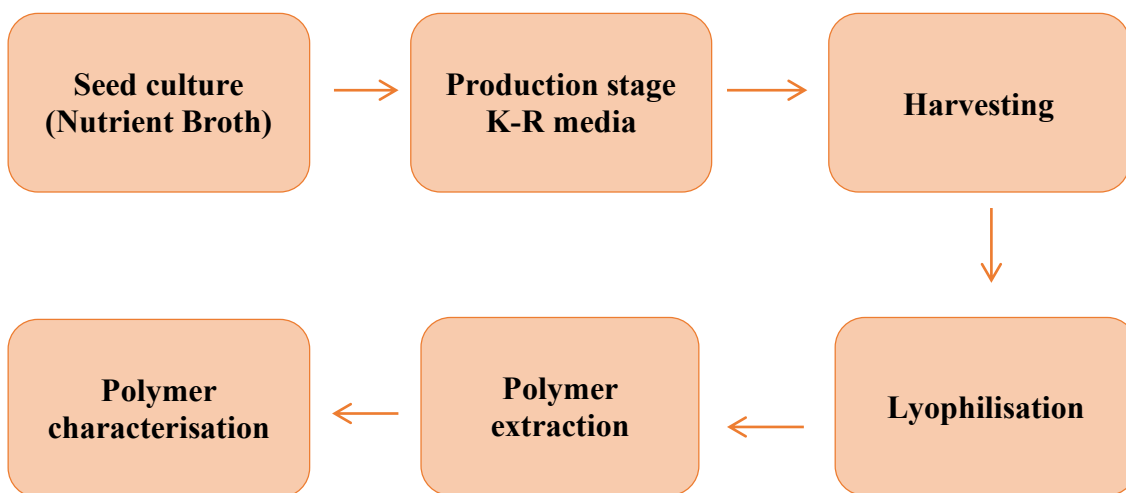 Seed culture
(Nutrient Broth)
Production stage
K-R media
Harvesting
Lyophilisation
Polymer
extraction
Polymer
characterisation